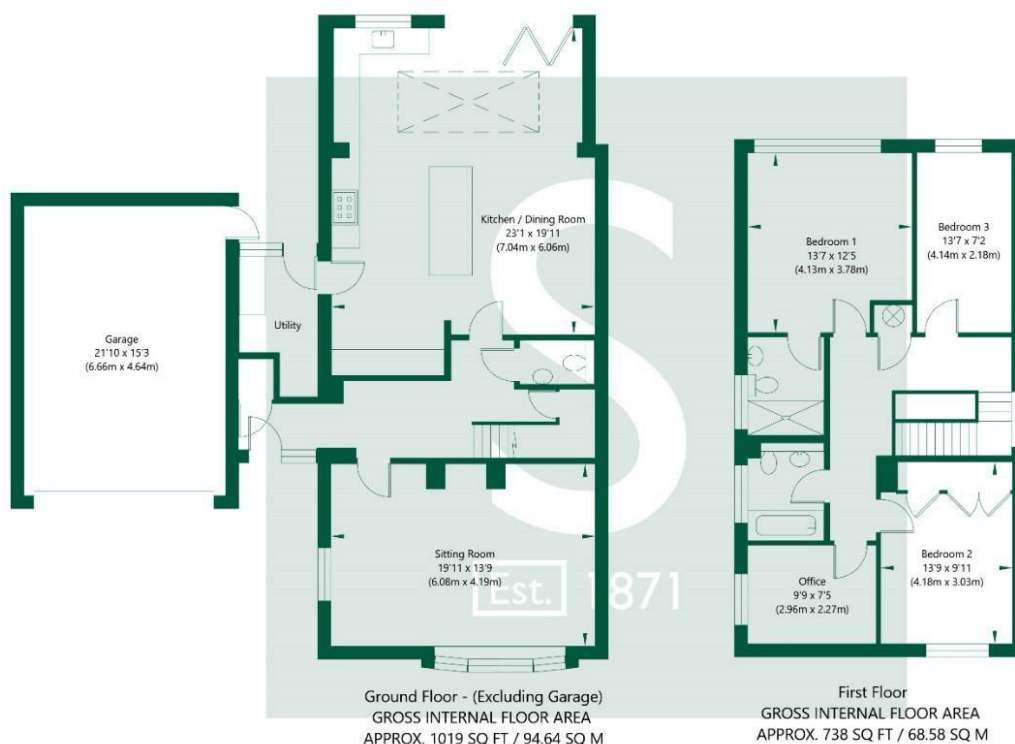 Kitchen / Dining Room
23'1 x 19'11
(7.04m x 6.06m)
Utility
Garage
21'10 x 15'3
(6.66m x 4.64m)
Sitting Room
19'11 x 13'9
(6.08m x 4.19m)
Bedroom 1
13'7 x 12'5
(4.13m x 3.78m)
Bedroom 3
13'7 x 7'2
(4.14m x 2.18m)
Bedroom 2
13'9 x 9'11
(4.18m x 3.03m)
Office
9'9 x 7'5
(2.96m x 2.27m)
S
Est. 1871
Ground Floor - (Excluding Garage)
GROSS INTERNAL FLOOR AREA
APPROX. 1019 SQ FT / 94.64 SQ M
First Floor
GROSS INTERNAL FLOOR AREA
APPROX. 738 SQ FT / 68.58 SQ M